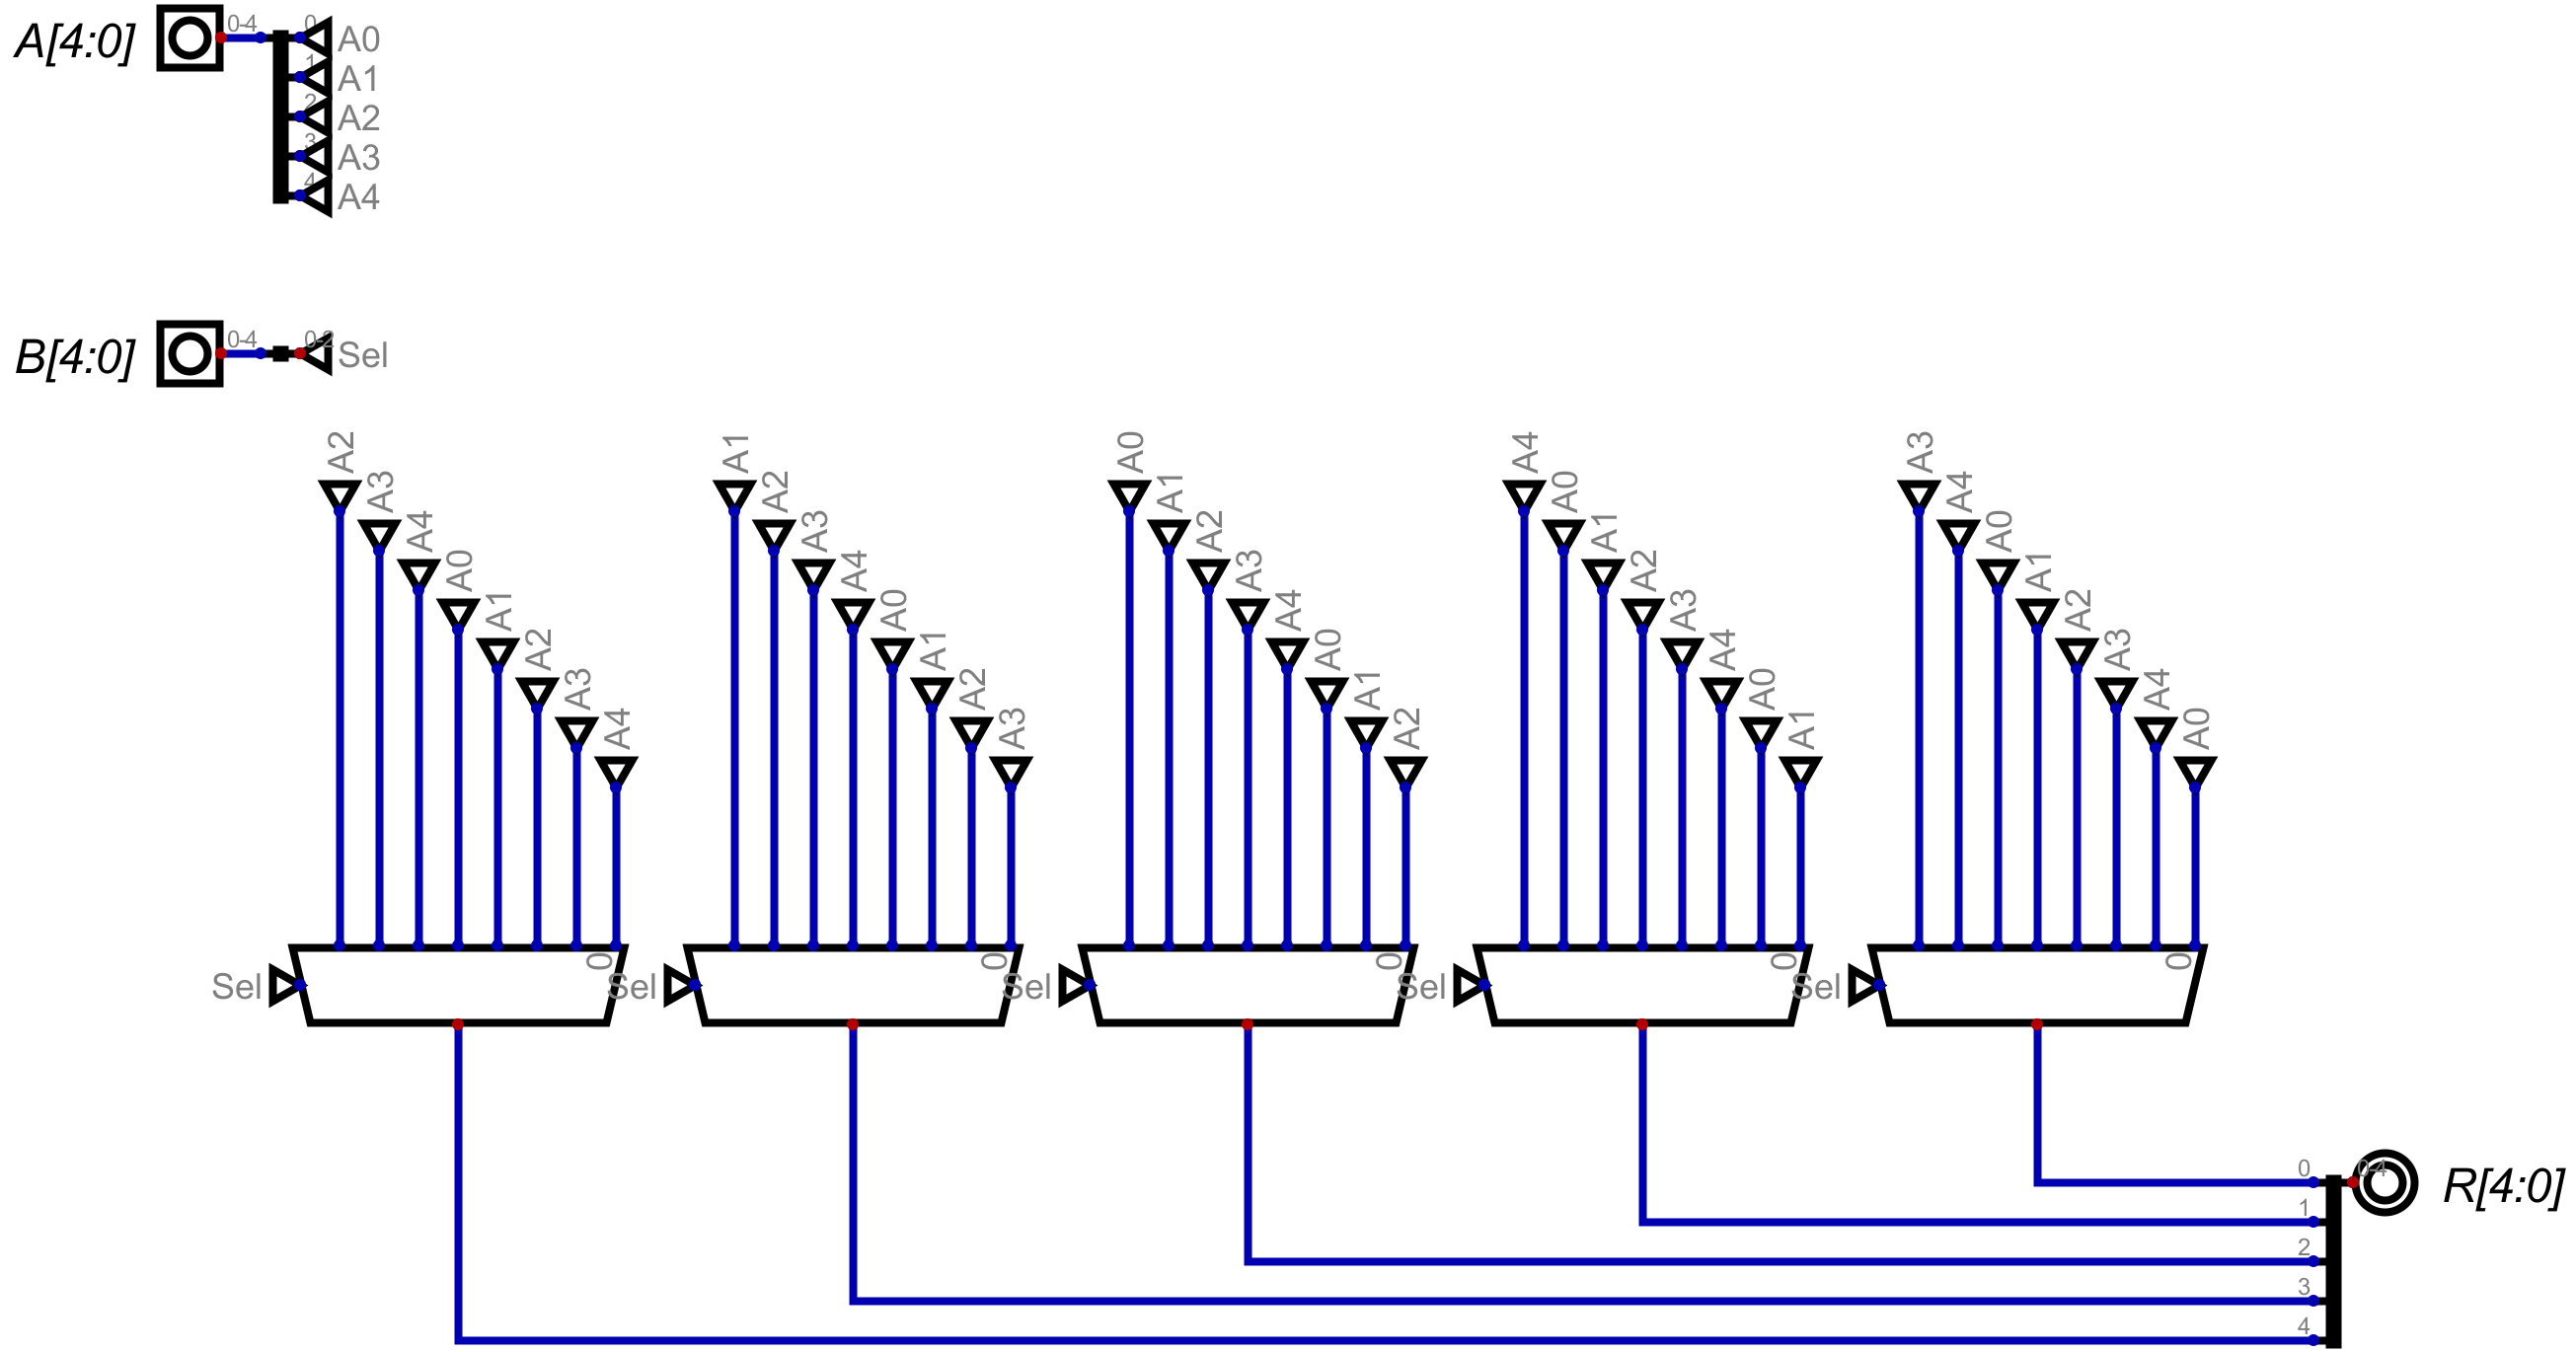 A[4:0] 0-4 0 A0
1 A1
2 A2
3 A3
4 A4
B[4:0] 0-4 0-2 Sel
A2 A3 A4 A0 A1 A2 A3 A4
A1 A2 A3 A4 A0 A1 A2 A3
A0 A1 A2 A3 A4 A0 A1 A2
A4 A0 A1 A2 A3 A4 A0 A1
A3 A4 A0 A1 A2 A3 A4 A0
Sel 0 Sel 0 Sel 0 Sel 0 Sel 0
0 0-4 R[4:0]
1
2
3
4